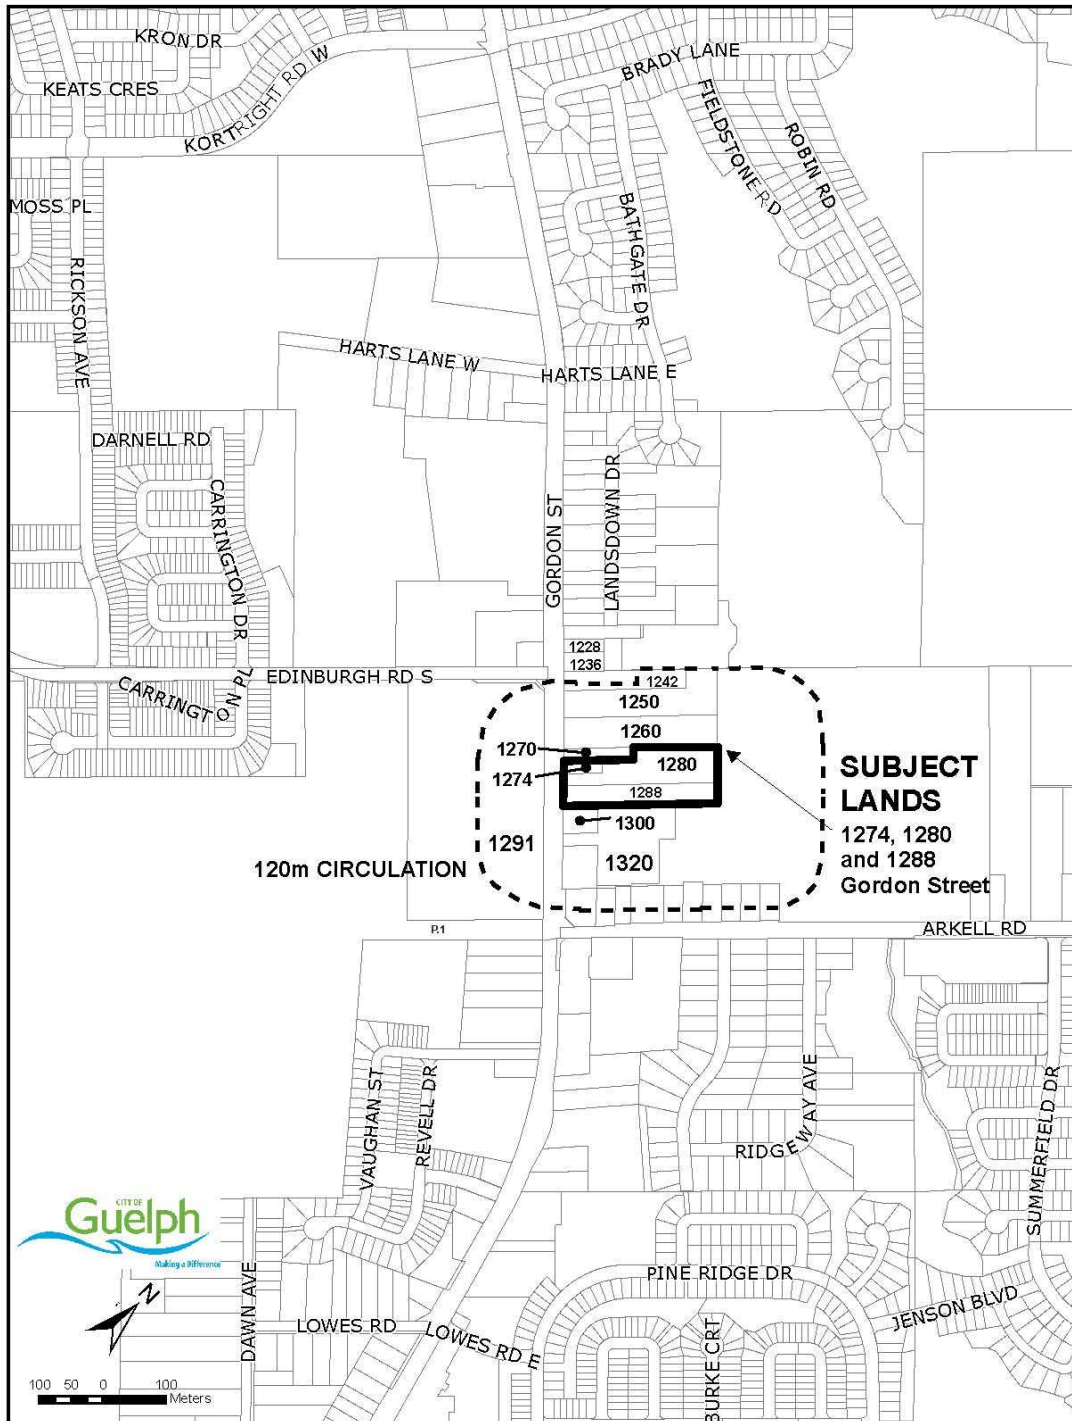 KRON DR
BRADY LANE
KEATS CRES
KORTRIGHT RD W
FIELDSTONE RD
ROBIN RD
MOSS PL
BATHGATE DR
RICKSON AVE
HARTS LANE W
HARTS LANE E
DARNELL RD
LANDSDOWN DR
CARRINGTON DR
GORDON ST
1228
1236
EDINBURGH RD S
1242
CARRINGTON PL
1250
1260
1270
1280
SUBJECT
LANDS
1274
1288
1300
1274, 1280
and 1288
Gordon Street
1291
1320
120m CIRCULATION
P.1
ARKELL RD
VAUGHAN ST
REVELL DR
RIDGEWAY AVE
SUMMERFIELD DR
CITY OF
Guelph
Making a Difference
PINE RIDGE DR
JENSON BLVD
N
DAWN AVE
LOWES RD
LOWES RD E
BURKE CRT
100 50 0 100
Meters